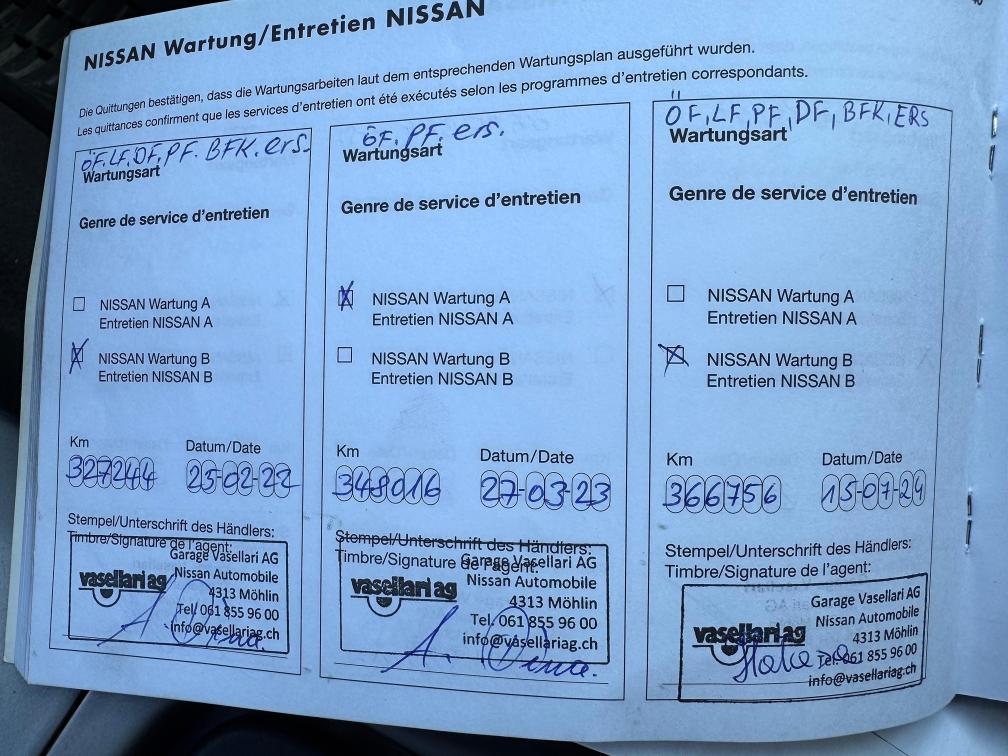 NISSAN Wartung/Entretien NISSAN
Die Quittungen bestätigen, dass die Wartungsarbeiten laut dem entsprechenden Wartungsplan ausgeführt wurden.
Les quittances confirment que les services d'entretien ont été exécutés selon les programmes d'entretien correspondants.
ÖF, LF, DF, PF. BFK. ers.
Wartungsart
Genre de service d'entretien
NISSAN Wartung A
Entretien NISSAN A
NISSAN Wartung B
Entretien NISSAN B
Km
Datum/Date
327244
25-02-22
Stempel/Unterschrift des Händlers:
Timbre/Signature de l'agent:
Garage Vasellari AG
vasellari ag
Nissan Automobile
4313 Möhlin
Tel. 061 855 96 00
info@vasellariag.ch
ÖF. PF. ers.
Wartungsart
Genre de service d'entretien
NISSAN Wartung A
Entretien NISSAN A
NISSAN Wartung B
Entretien NISSAN B
Km
Datum/Date
348016
27-03-23
Stempel/Unterschrift des Händlers:
Timbre/Signature de l'agent:
Garage Vasellari AG
vasellari ag
Nissan Automobile
4313 Möhlin
Tel. 061 855 96 00
info@vasellariag.ch
ÖF, LF, PF, DF, BFK, ERS
Wartungsart
Genre de service d'entretien
NISSAN Wartung A
Entretien NISSAN A
NISSAN Wartung B
Entretien NISSAN B
Km
Datum/Date
366756
15-07-24
Stempel/Unterschrift des Händlers:
Timbre/Signature de l'agent:
Garage Vasellari AG
vasellari ag
Nissan Automobile
4313 Möhlin
Tel. 061 855 96 00
info@vasellariag.ch